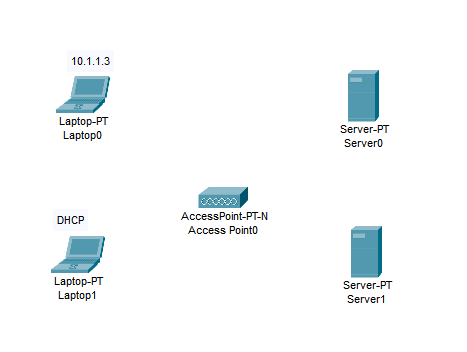 10.1.1.3
Laptop-PT
Laptop0
Server-PT
Server0
AccessPoint-PT-N
Access Point0
DHCP
Laptop-PT
Laptop1
Server-PT
Server1